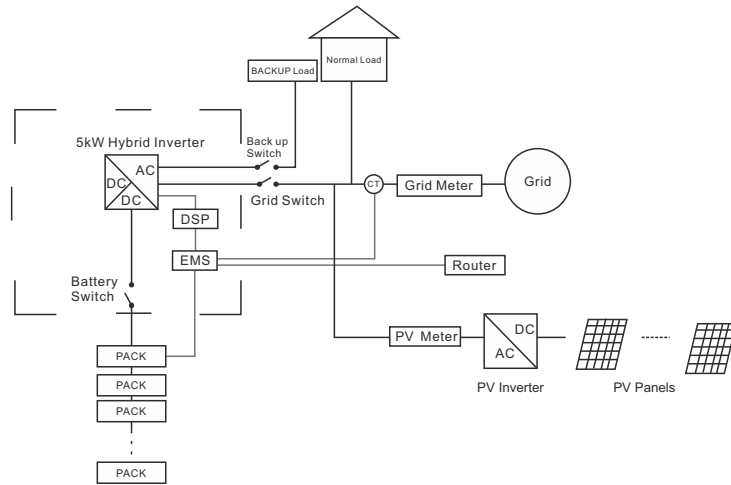 BACKUP Load
Normal Load
5kW Hybrid Inverter
Back up
Switch
AC
DC
DC
CT
Grid Meter
Grid
Grid Switch
DSP
EMS
Router
Battery
Switch
PV Meter
DC
AC
PACK
PV Inverter
PV Panels
PACK
PACK
PACK